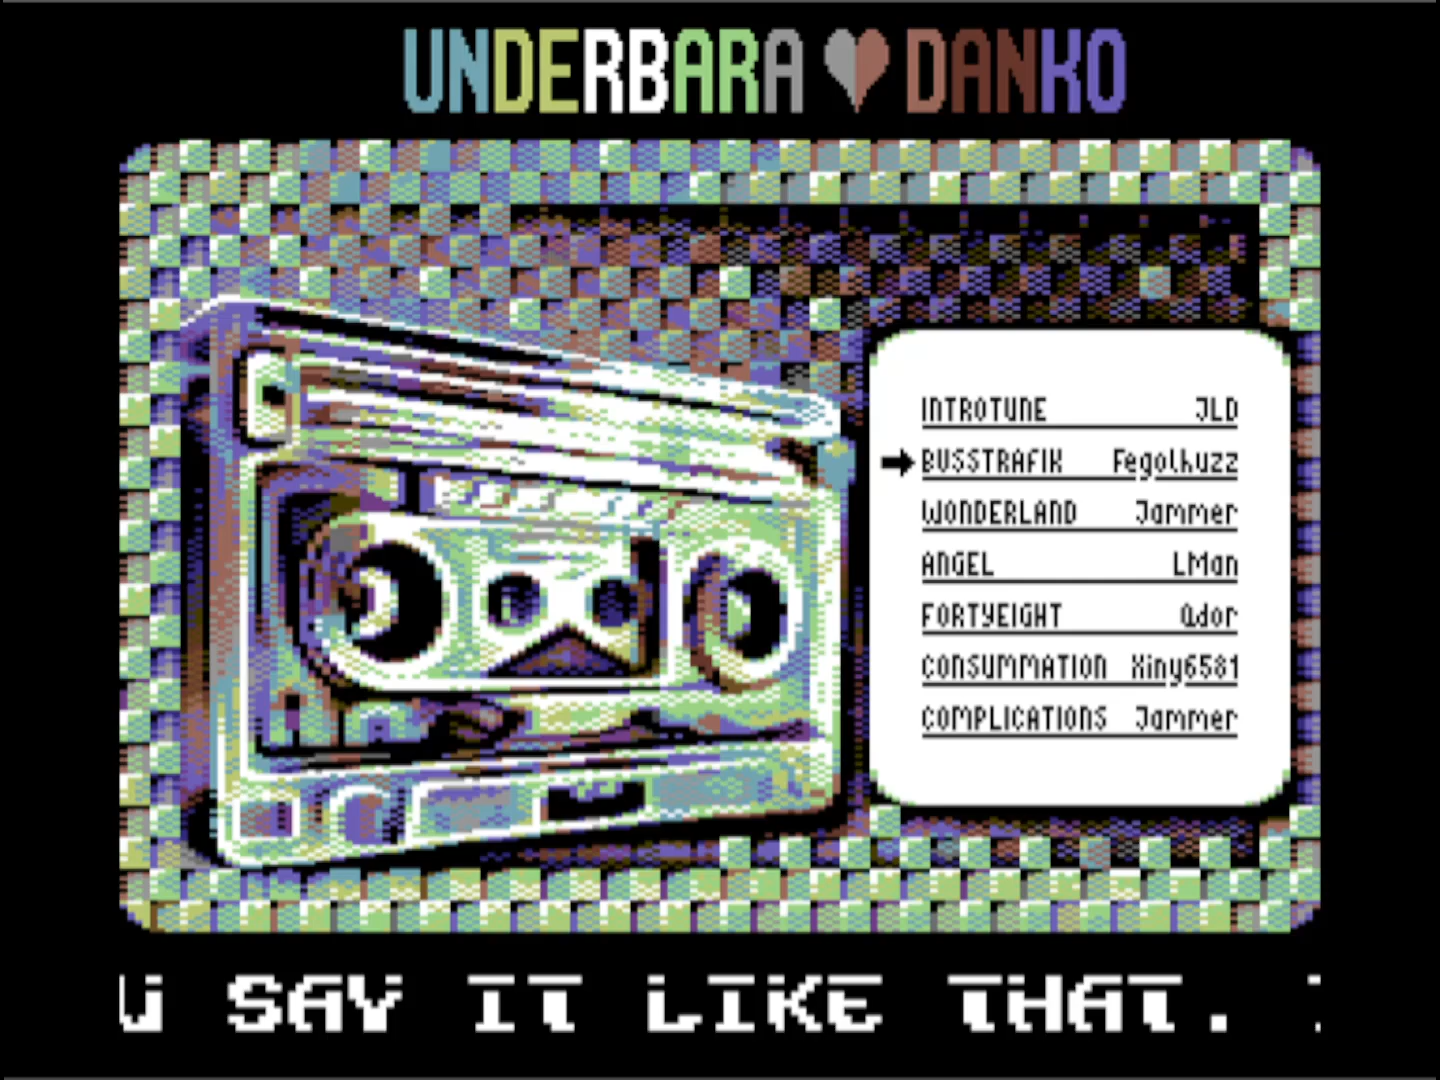 UNDERBARA ♥ DANKO
INTROTUNE JLD
BUSSTRAFIK Fegolhuzz
WONDERLAND Jammer
ANGEL LMan
FORTYEIGHT Qdor
CONSUMMATION Xiny6581
COMPLICATIONS Jammer
SAY IT LIKE THAT.